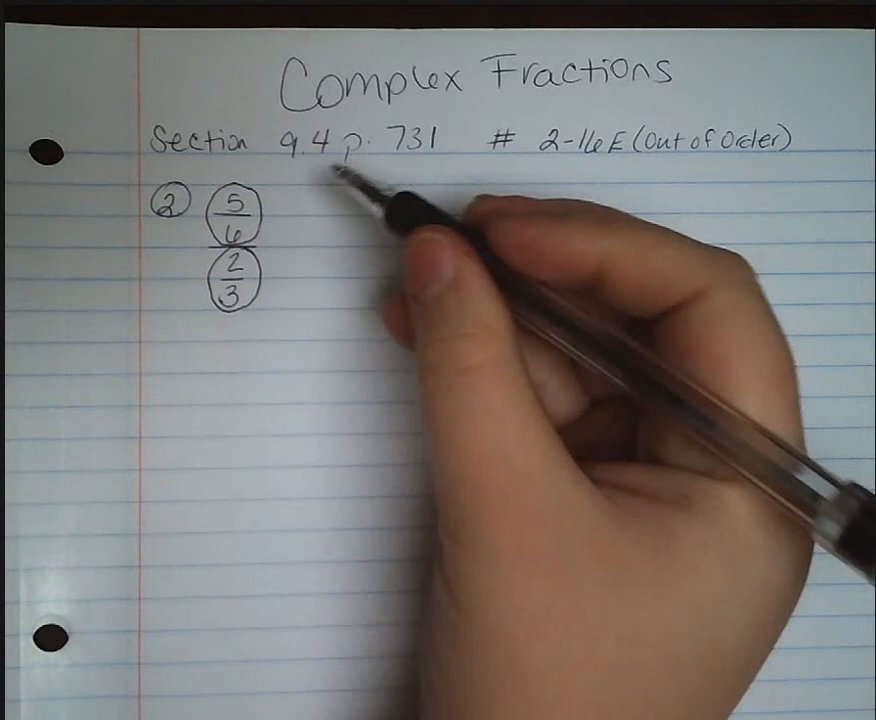 Complex Fractions
Section 9.4 p. 731 # 2-16 E (Out of Order)
2 5
6
2
3